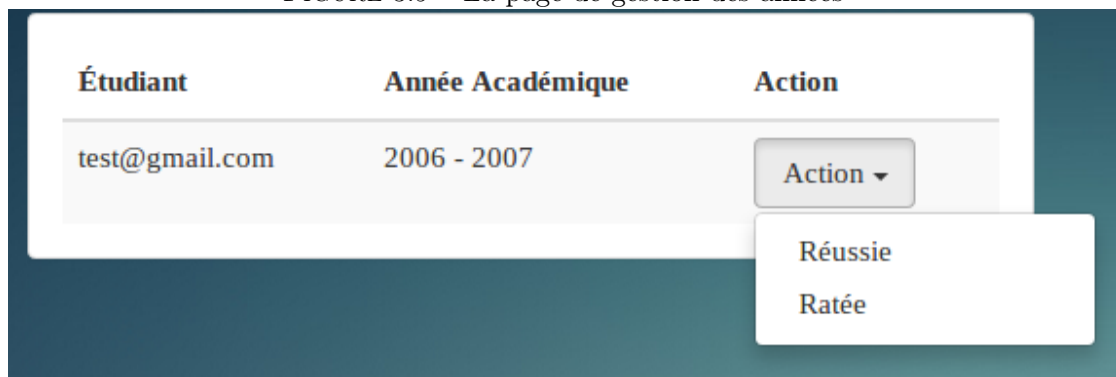 Étudiant Année Académique Action
test@gmail.com 2006 - 2007 Action
Réussie
Ratée